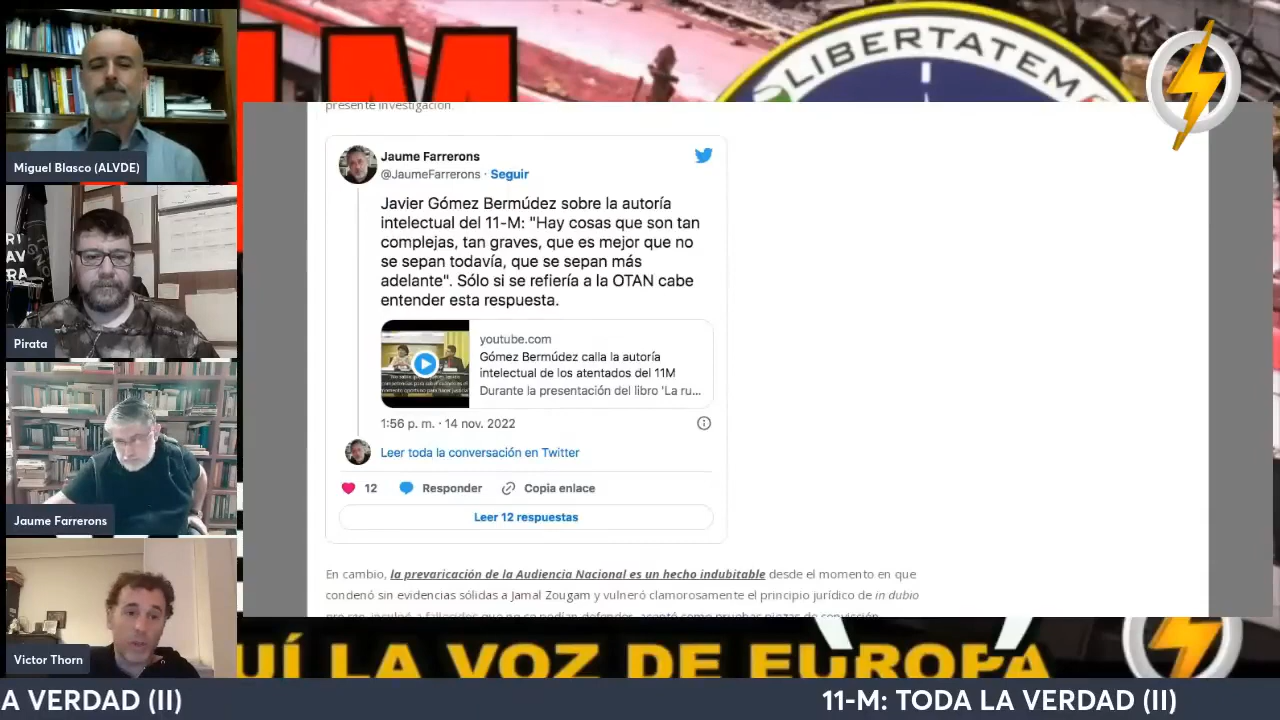 LIBERTATEM
Miguel Blasco (ALVDE)
Pirata
Jaume Farrerons
Victor Thorn
presente investigación.
Jaume Farrerons
@JaumeFarrerons · Seguir
Javier Gómez Bermúdez sobre la autoría
intelectual del 11-M: "Hay cosas que son tan
complejas, tan graves, que es mejor que no
se sepan todavía, que se sepan más
adelante". Sólo si se refiería a la OTAN cabe
entender esta respuesta.
youtube.com
Gómez Bermúdez calla la autoría
intelectual de los atentados del 11M
Durante la presentación del libro 'La ru...
1:56 p. m. · 14 nov. 2022
Leer toda la conversación en Twitter
12 Responder Copia enlace
Leer 12 respuestas
En cambio, la prevaricación de la Audiencia Nacional es un hecho indubitable desde el momento en que
condenó sin evidencias sólidas a Jamal Zougam y vulneró clamorosamente el principio jurídico de in dubio
UÍ LA VOZ DE EUROPA
A VERDAD (II)
11-M: TODA LA VERDAD (II)